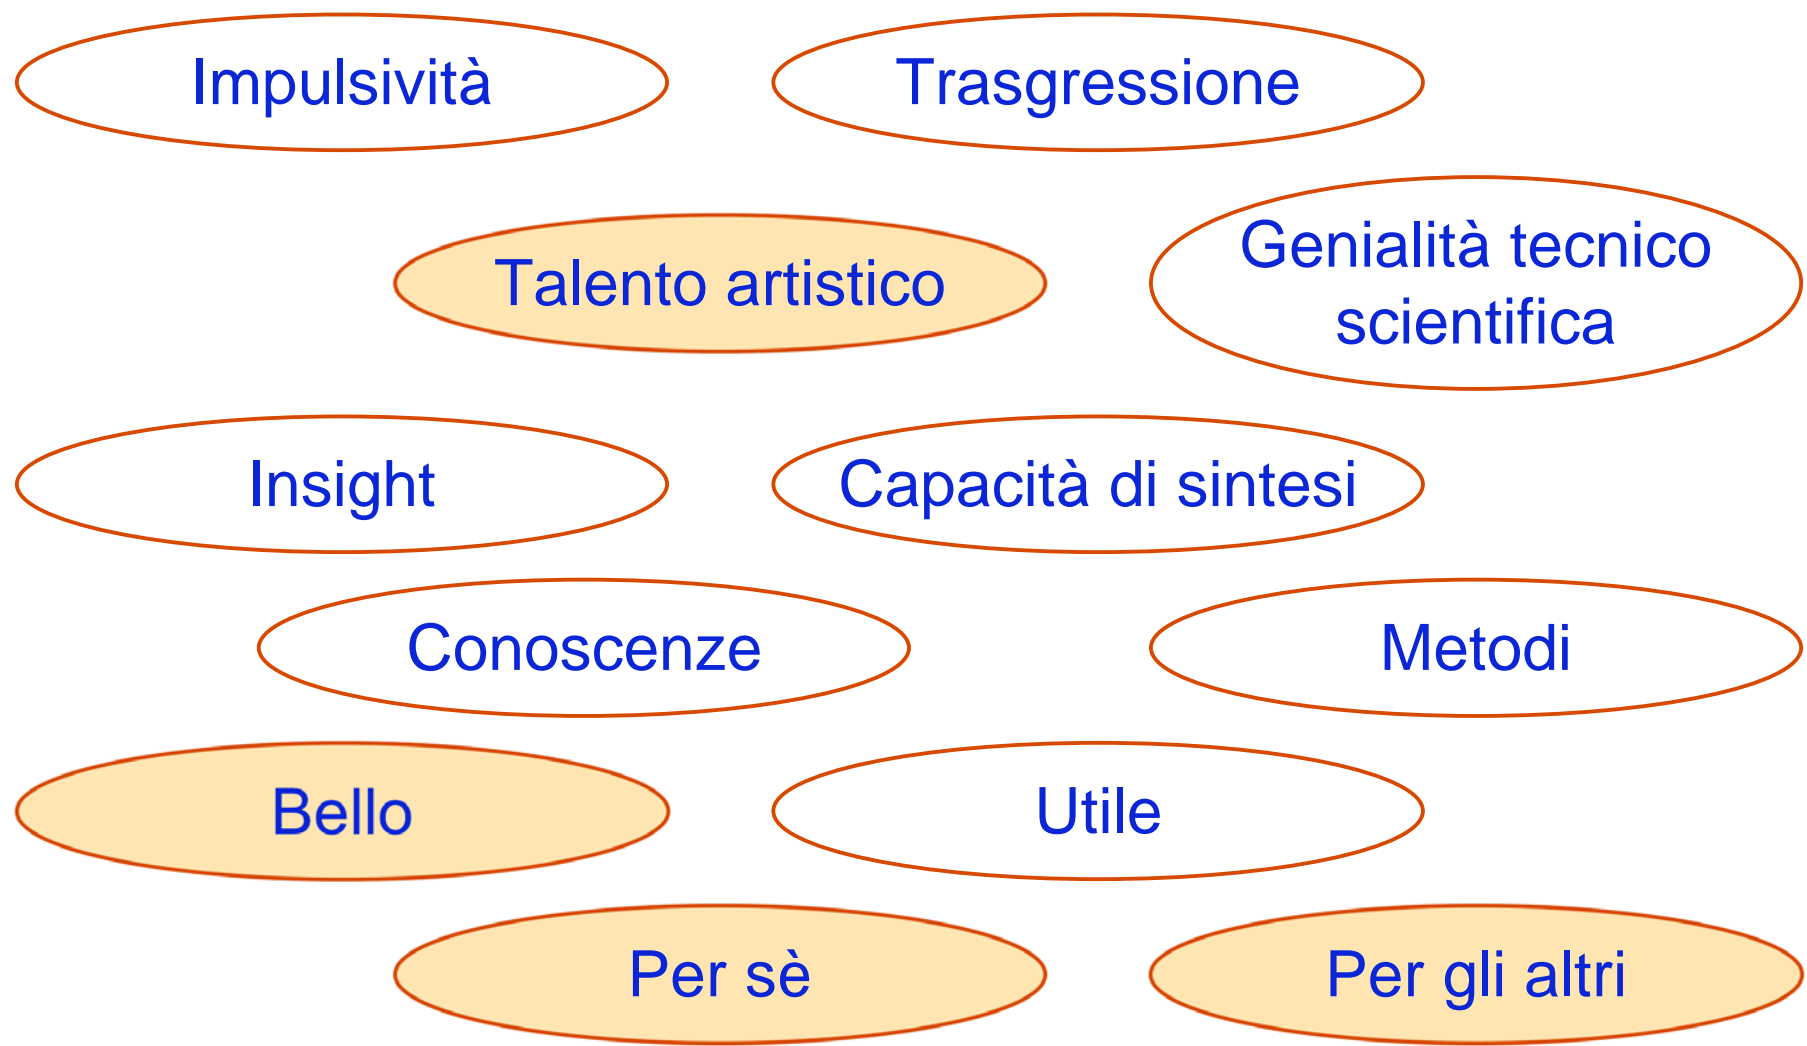 Impulsività
Trasgressione
Talento artistico
Genialità tecnico
scientifica
Insight
Capacità di sintesi
Conoscenze
Metodi
Bello
Utile
Per sè
Per gli altri